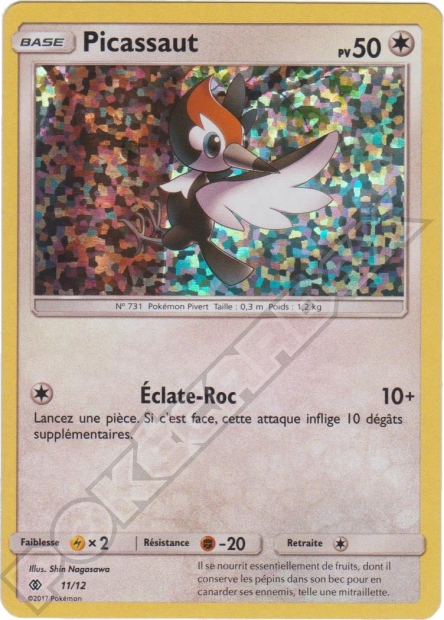 BASE Picassaut PV50
N° 731 Pokémon Pivert Taille : 0,3 m Poids : 1,2 kg
Éclate-Roc 10+
Lancez une pièce. Si c'est face, cette attaque inflige 10 dégâts
supplémentaires.
Faiblesse ×2 Résistance -20 Retraite
Illus. Shin Nagasawa
11/12
©2017 Pokémon
Il se nourrit essentiellement de fruits, dont il
conserve les pépins dans son bec pour en
canarder ses ennemis, telle une mitraillette.